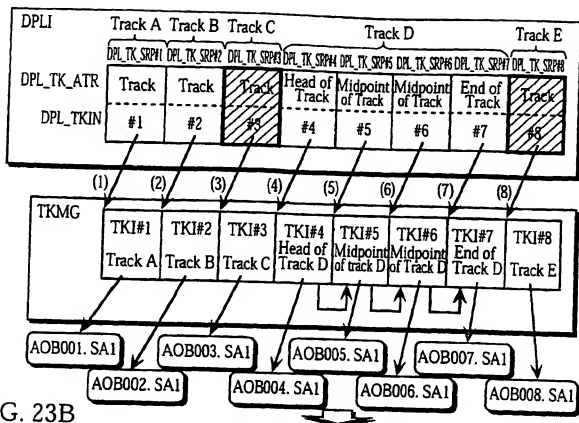 DPLI
Track A Track B Track C Track D Track E
DPL_TK_SRP#1 DPL_TK_SRP#2 DPL_TK_SRP#3 DPL_TK_SRP#4 DPL_TK_SRP#5 DPL_TK_SRP#6 DPL_TK_SRP#7 DPL_TK_SRP#8
DPL_TK_ATR Track Track Track Head of Track Midpoint of Track Midpoint of Track End of Track Track
DPL_TKIN #1 #2 #3 #4 #5 #6 #7 #8
(1) (2) (3) (4) (5) (6) (7) (8)
TKMG
TKI#1 TKI#2 TKI#3 TKI#4 TKI#5 TKI#6 TKI#7 TKI#8
Track A Track B Track C Head of Track D Midpoint of track D Midpoint of Track D End of Track D Track E
AOB001. SA1 AOB003. SA1 AOB005. SA1 AOB007. SA1
AOB002. SA1 AOB004. SA1 AOB006. SA1 AOB008. SA1
G. 23B